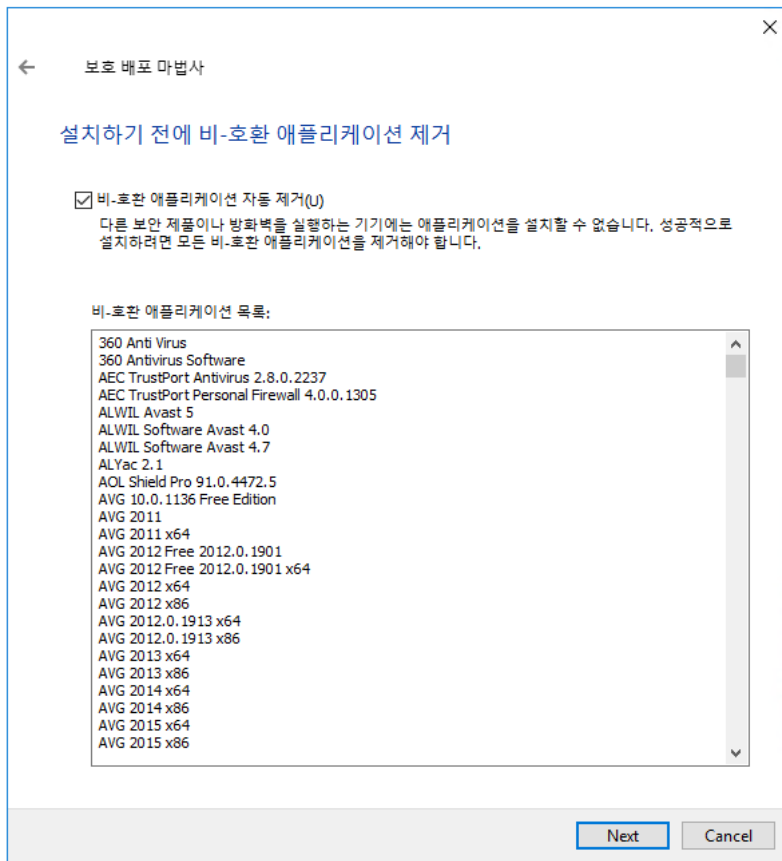 보호 배포 마법사
설치하기 전에 비-호환 애플리케이션 제거
비-호환 애플리케이션 자동 제거(U)
다른 보안 제품이나 방화벽을 실행하는 기기에는 애플리케이션을 설치할 수 없습니다. 성공적으로
설치하려면 모든 비-호환 애플리케이션을 제거해야 합니다.
비-호환 애플리케이션 목록:
360 Anti Virus
360 Antivirus Software
AEC TrustPort Antivirus 2.8.0.2237
AEC TrustPort Personal Firewall 4.0.0.1305
ALWIL Avast 5
ALWIL Software Avast 4.0
ALWIL Software Avast 4.7
ALYac 2.1
AOL Shield Pro 91.0.4472.5
AVG 10.0.1136 Free Edition
AVG 2011
AVG 2011 x64
AVG 2012 Free 2012.0.1901
AVG 2012 Free 2012.0.1901 x64
AVG 2012 x64
AVG 2012 x86
AVG 2012.0.1913 x64
AVG 2012.0.1913 x86
AVG 2013 x64
AVG 2013 x86
AVG 2014 x64
AVG 2014 x86
AVG 2015 x64
AVG 2015 x86
Next
Cancel